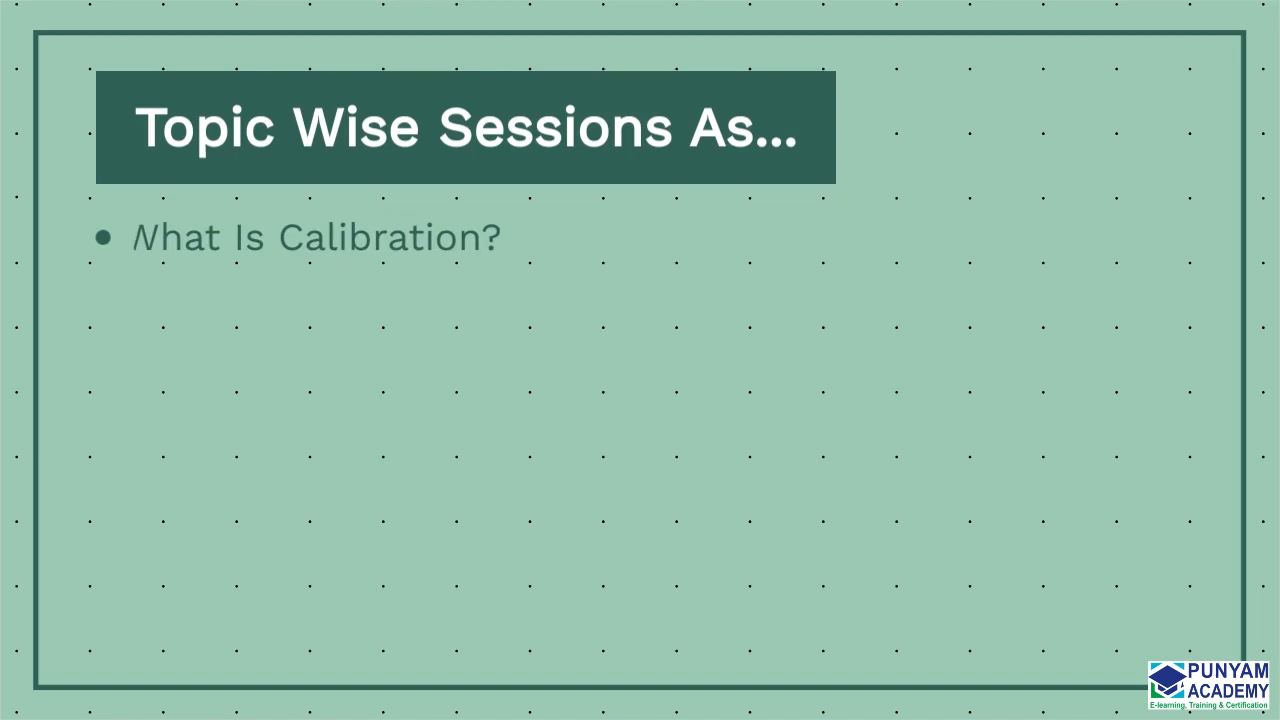 Topic Wise Sessions As...
• What Is Calibration?
PUNYAM
ACADEMY
E-learning, Training & Certification